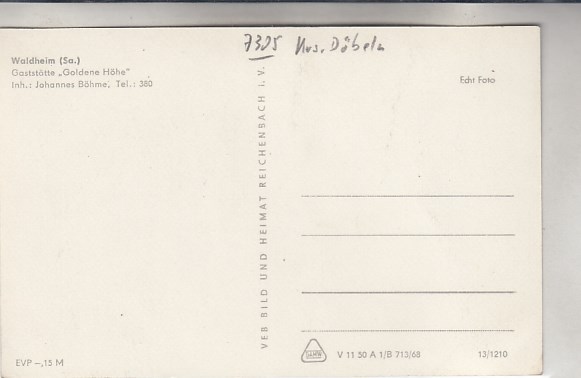 7305 Krs. Döbeln
Waldheim (Sa.)
Gaststätte „Goldene Höhe"
Inh.: Johannes Böhme, Tel.: 380
Echt Foto
VEB BILD UND HEIMAT REICHENBACH i. V.
V 11 50 A 1/B 713/68
13/1210
EVP –,15 M